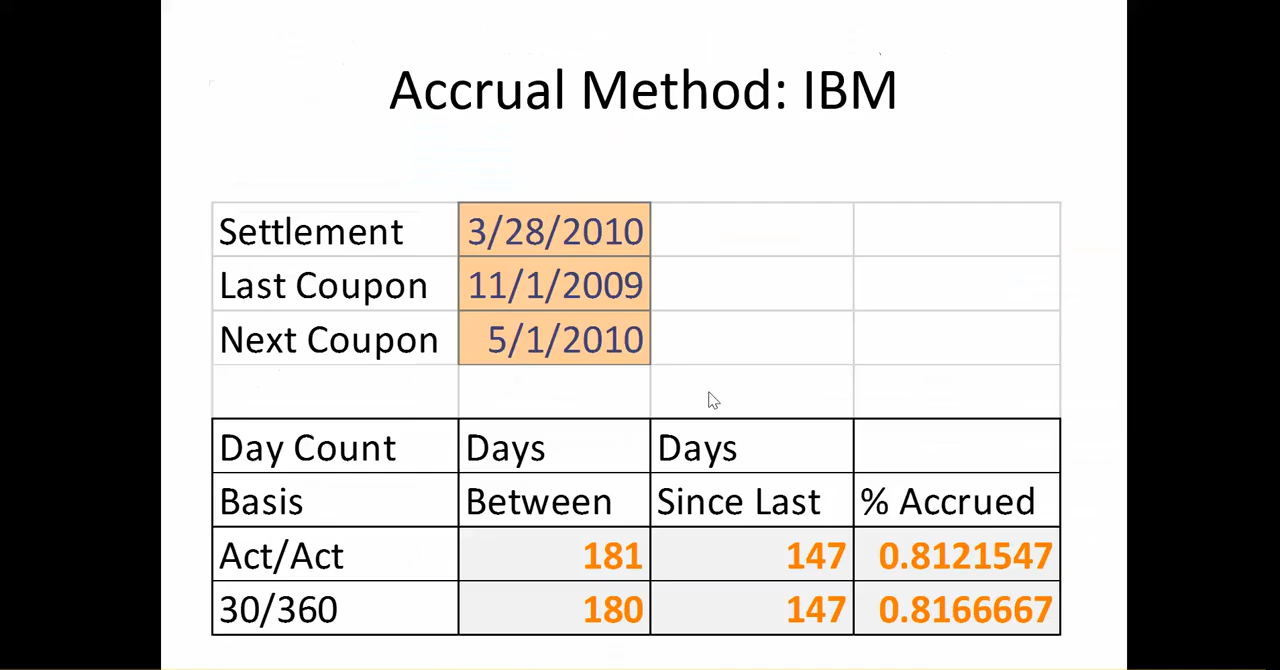 Accrual Method: IBM
Settlement 3/28/2010
Last Coupon 11/1/2009
Next Coupon 5/1/2010
Day Count Days Days
Basis Between Since Last % Accrued
Act/Act 181 147 0.8121547
30/360 180 147 0.8166667